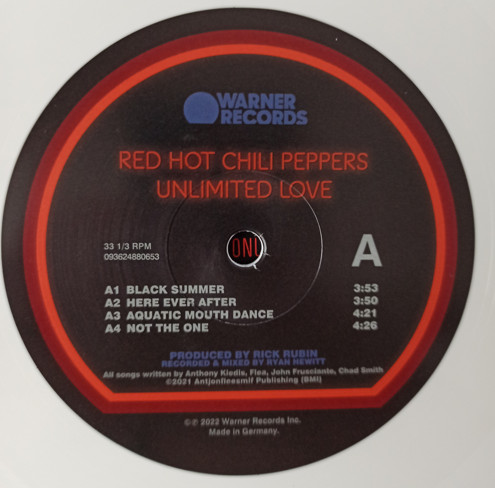 WARNER
RECORDS
RED HOT CHILI PEPPERS
UNLIMITED LOVE
33 1/3 RPM
093624880653
A
A1 BLACK SUMMER 3:53
A2 HERE EVER AFTER 3:50
A3 AQUATIC MOUTH DANCE 4:21
A4 NOT THE ONE 4:26
PRODUCED BY RICK RUBIN
RECORDED & MIXED BY RYAN HEWITT
All songs written by Anthony Kiedis, Flea, John Frusciante, Chad Smith
©2021 Antjonfleasmif Publishing (BMI)
©℗ 2022 Warner Records Inc.
Made in Germany.